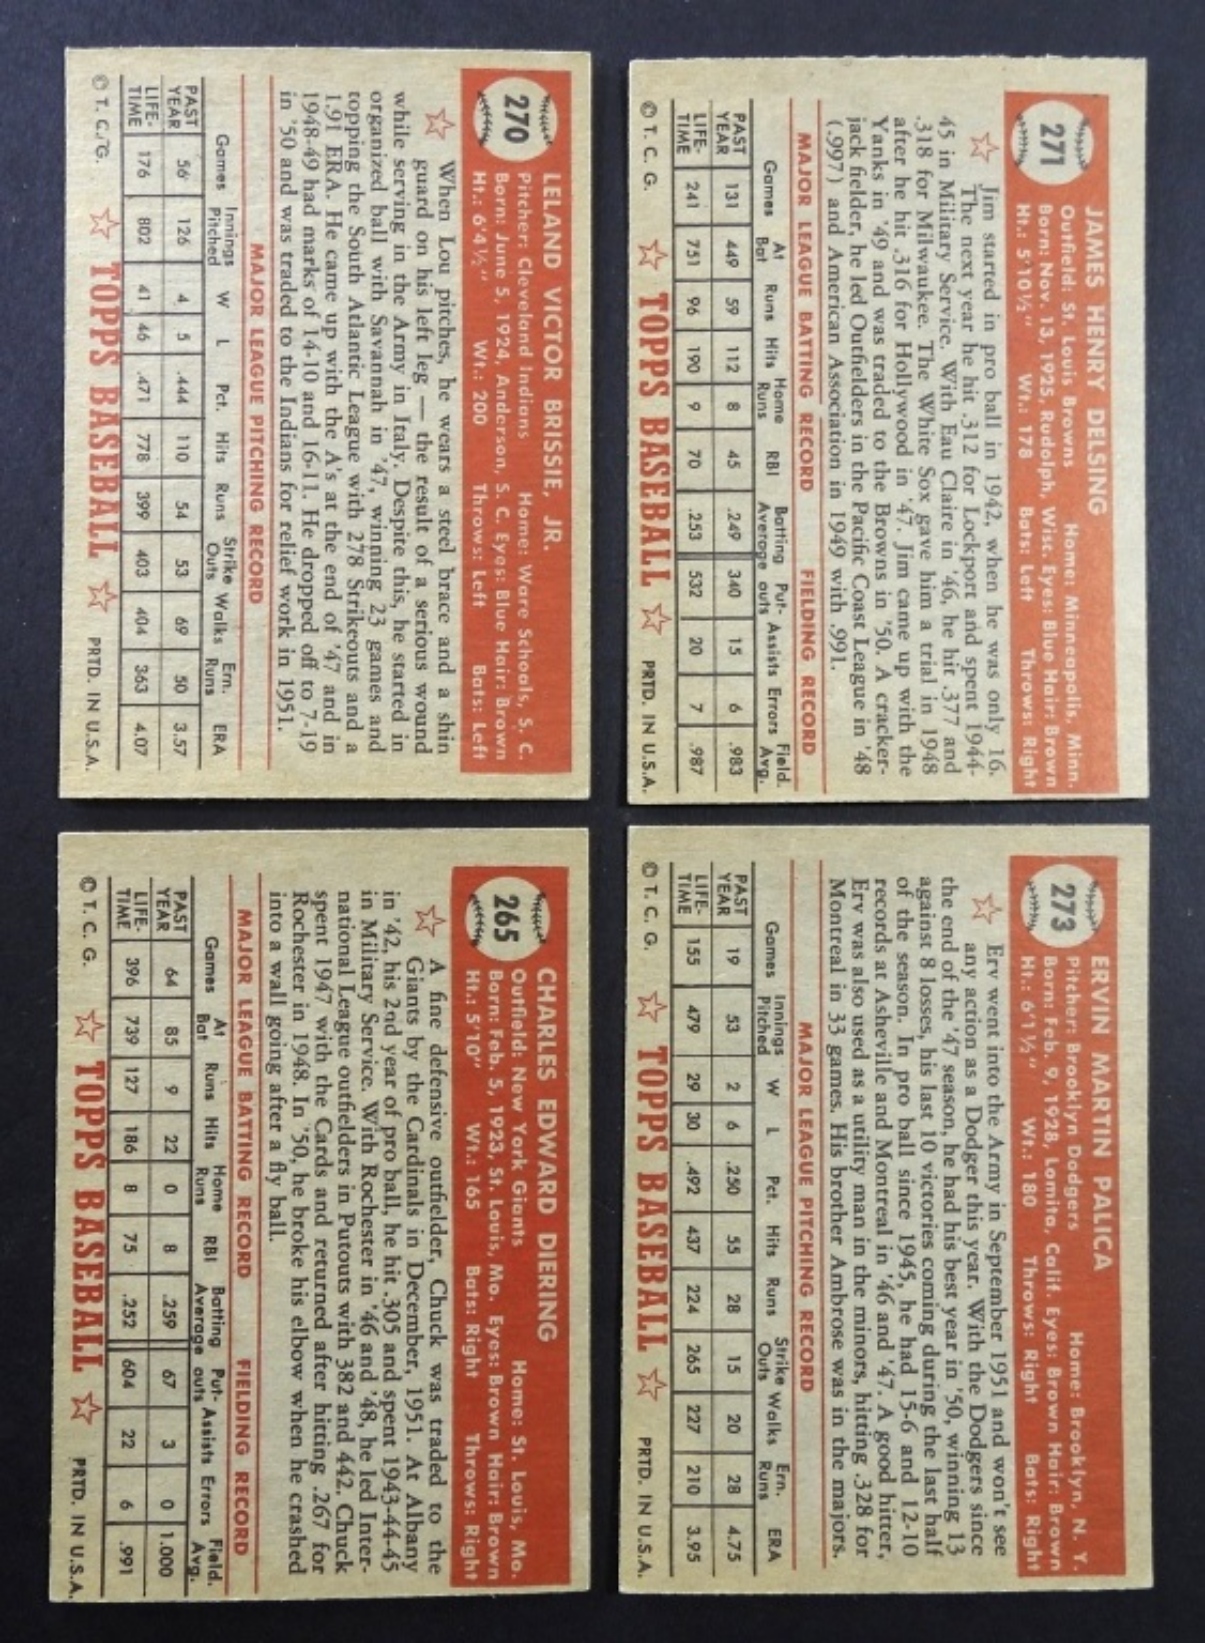 270
LELAND VICTOR BRISSIE, JR.
Pitcher: Cleveland Indians Home: Ware Schools, S. C.
Born: June 5, 1924, Anderson, S. C. Eyes: Blue Hair: Brown
Ht.: 6'4½" Wt.: 200 Throws: Left Bats: Left
When Lou pitches, he wears a steel brace and a shin
guard on his left leg — the result of a serious wound
while serving in the Army in Italy. Despite this, he started in
organized ball with Savannah in '47, winning 23 games and
topping the South Atlantic League with 278 Strikeouts and a
1.91 ERA. He came up with the A's at the end of '47 and in
1948-49 had marks of 14-10 and 16-11. He dropped off to 7-19
in '50 and was traded to the Indians for relief work in 1951.
MAJOR LEAGUE PITCHING RECORD
Games Innings Pitched W L Pct. Hits Runs Strike Outs Walks Ern. Runs ERA
PAST YEAR 56 126 4 5 .444 110 54 53 69 50 3.57
LIFE-TIME 176 802 41 46 .471 778 399 403 404 363 4.07
© T. C. G. ☆ TOPPS BASEBALL ☆ PRTD. IN U.S.A.
271
JAMES HENRY DELSING
Outfield: St. Louis Browns Home: Minneapolis, Minn.
Born: Nov. 13, 1925, Rudolph, Wisc. Eyes: Blue Hair: Brown
Ht.: 5'10½" Wt.: 178 Bats: Left Throws: Right
Jim started in pro ball in 1942, when he was only 16.
The next year he hit .312 for Lockport and spent 1944-
45 in Military Service. With Eau Claire in '46, he hit .377 and
.318 for Milwaukee. The White Sox gave him a trial in 1948
after he hit .316 for Hollywood in '47. Jim came up with the
Yanks in '49 and was traded to the Browns in '50. A cracker-
jack fielder, he led Outfielders in the Pacific Coast League in '48
(.997) and American Association in 1949 with .991.
MAJOR LEAGUE BATTING RECORD FIELDING RECORD
Games At Bat Runs Hits Home Runs RBI Batting Average Put-outs Assists Errors Field. Avg.
PAST YEAR 131 449 59 112 8 45 .249 340 15 6 .983
LIFE-TIME 241 751 96 190 9 70 .253 532 20 7 .987
© T. C. G. ☆ TOPPS BASEBALL ☆ PRTD. IN U.S.A.
265
CHARLES EDWARD DIERING
Outfield: New York Giants Home: St. Louis, Mo.
Born: Feb. 5, 1923, St. Louis, Mo. Eyes: Brown Hair: Brown
Ht.: 5'10" Wt.: 165 Bats: Right Throws: Right
A fine defensive outfielder, Chuck was traded to the
Giants by the Cardinals in December, 1951. At Albany
in '42, his 2nd year of pro ball, he hit .305 and spent 1943-44-45
in Military Service. With Rochester in '46 and '48, he led Inter-
national League outfielders in Putouts with 382 and 442. Chuck
spent 1947 with the Cards and returned after hitting .267 for
Rochester in 1948. In '50, he broke his elbow when he crashed
into a wall going after a fly ball.
MAJOR LEAGUE BATTING RECORD FIELDING RECORD
Games At Bat Runs Hits Home Runs RBI Batting Average Put-outs Assists Errors Field. Avg.
PAST YEAR 64 85 9 22 0 8 .259 67 3 0 1.000
LIFE-TIME 396 739 127 186 8 75 .252 604 22 6 .991
© T. C. G. ☆ TOPPS BASEBALL ☆ PRTD. IN U.S.A.
273
ERVIN MARTIN PALICA
Pitcher: Brooklyn Dodgers Home: Brooklyn, N. Y.
Born: Feb. 9, 1928, Lomita, Calif. Eyes: Brown Hair: Brown
Ht.: 6'1½" Wt.: 180 Throws: Right Bats: Right
Erv went into the Army in September 1951 and won't see
any action as a Dodger this year. With the Dodgers since
the end of the '47 season, he had his best year in '50, winning 13
against 8 losses, his last 10 victories coming during the last half
of the season. In pro ball since 1945, he had 15-6 and 12-10
records at Asheville and Montreal in '46 and '47. A good hitter,
Erv was also used as a utility man in the minors, hitting .328 for
Montreal in 33 games. His brother Ambrose was in the majors.
MAJOR LEAGUE PITCHING RECORD
Games Innings Pitched W L Pct. Hits Runs Strike Outs Walks Ern. Runs ERA
PAST YEAR 19 53 2 6 .250 55 28 15 20 28 4.75
LIFE-TIME 155 479 29 30 .492 437 224 265 227 210 3.95
© T. C. G. ☆ TOPPS BASEBALL ☆ PRTD. IN U.S.A.